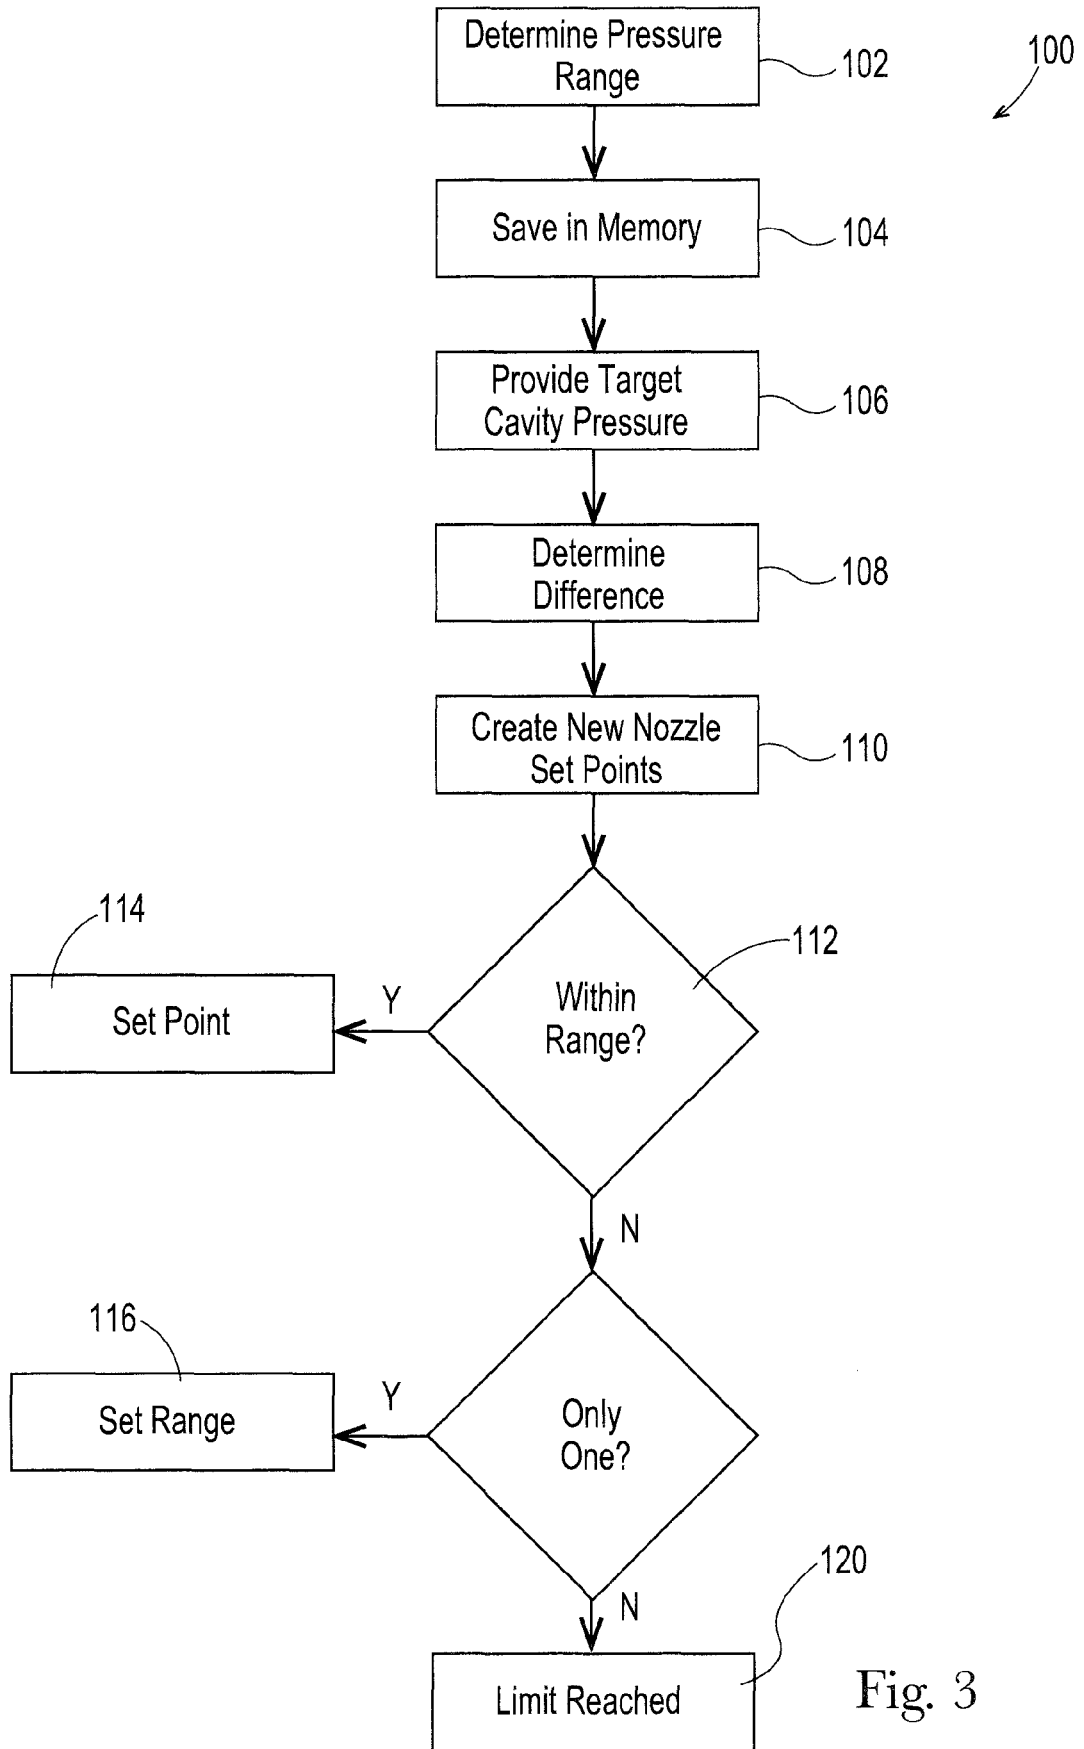 Determine Pressure
Range
102
100
Save in Memory
104
Provide Target
Cavity Pressure
106
Determine
Difference
108
Create New Nozzle
Set Points
110
114
112
Set Point
Y
Within
Range?
N
116
Set Range
Y
Only
One?
N
120
Limit Reached
Fig. 3